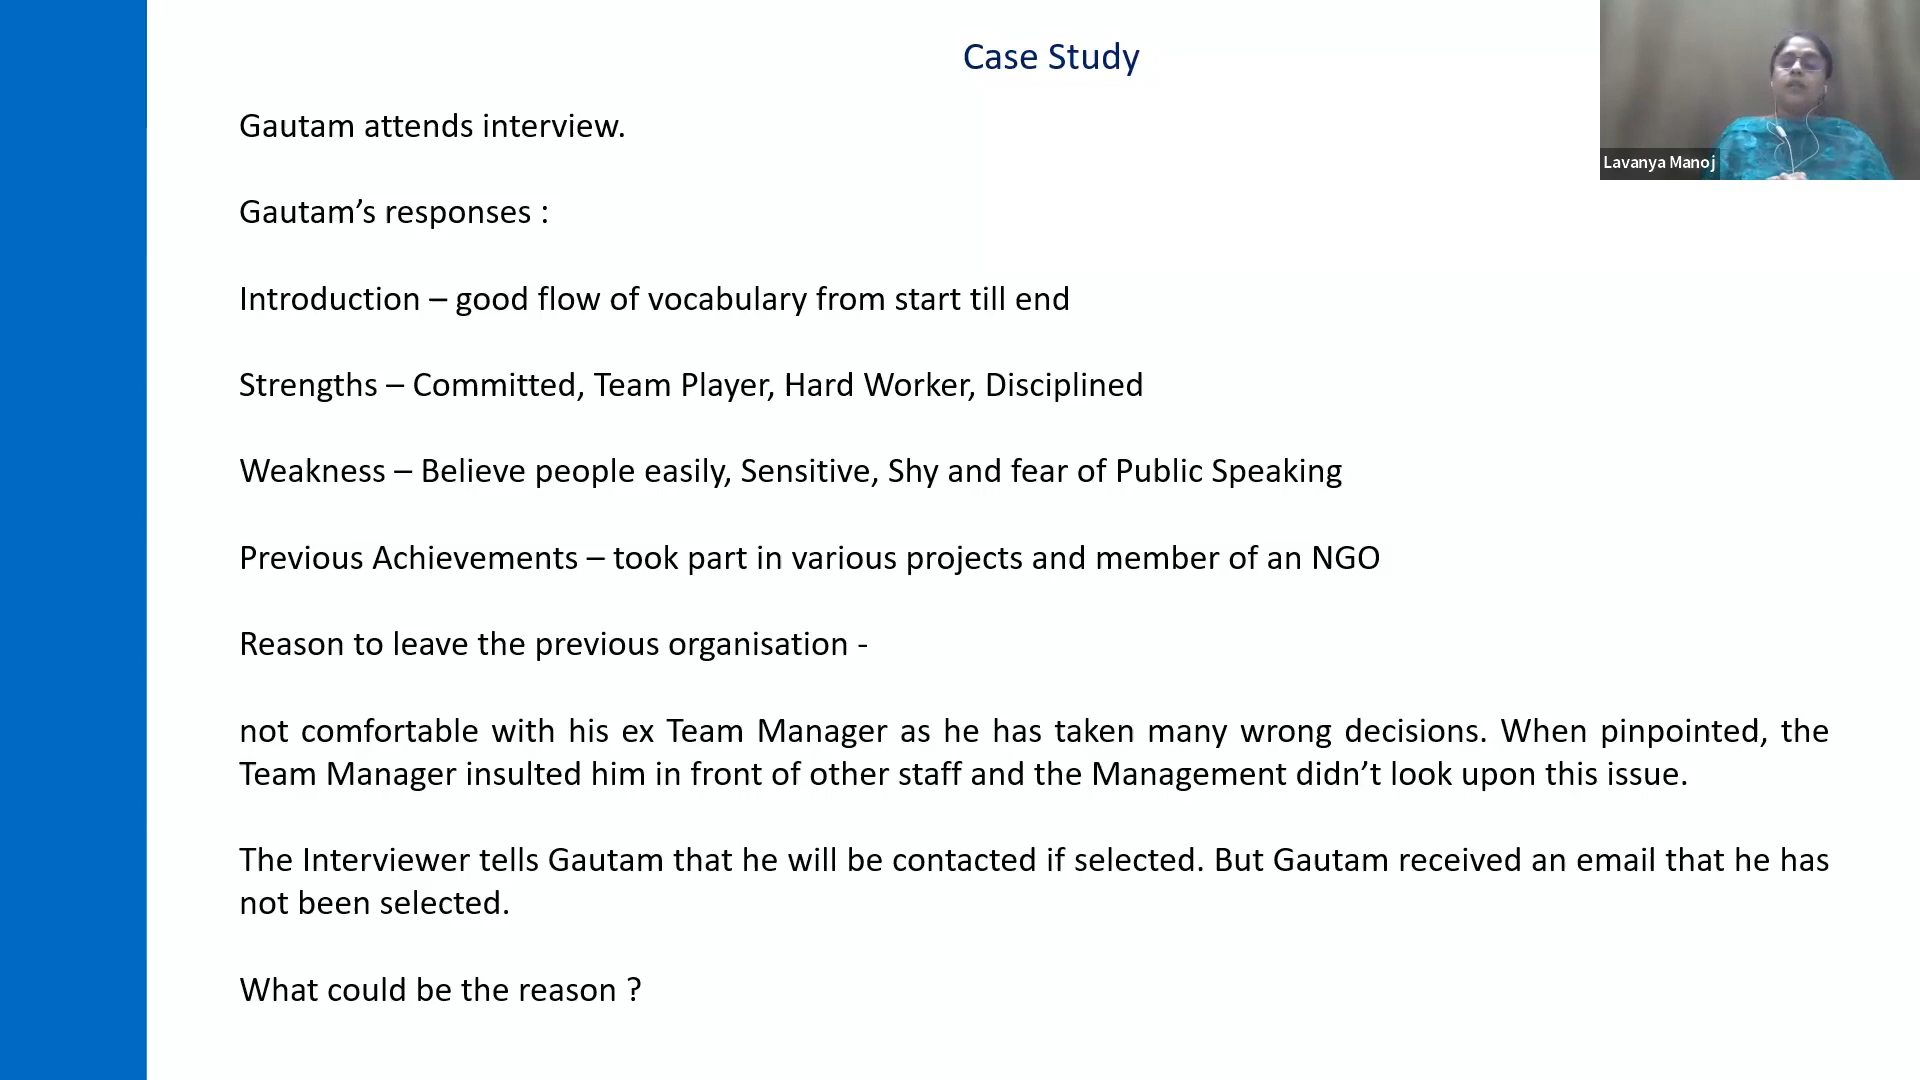 Case Study
Lavanya Manoj
Gautam attends interview.
Gautam’s responses :
Introduction – good flow of vocabulary from start till end
Strengths – Committed, Team Player, Hard Worker, Disciplined
Weakness – Believe people easily, Sensitive, Shy and fear of Public Speaking
Previous Achievements – took part in various projects and member of an NGO
Reason to leave the previous organisation -
not comfortable with his ex Team Manager as he has taken many wrong decisions. When pinpointed, the
Team Manager insulted him in front of other staff and the Management didn’t look upon this issue.
The Interviewer tells Gautam that he will be contacted if selected. But Gautam received an email that he has
not been selected.
What could be the reason ?